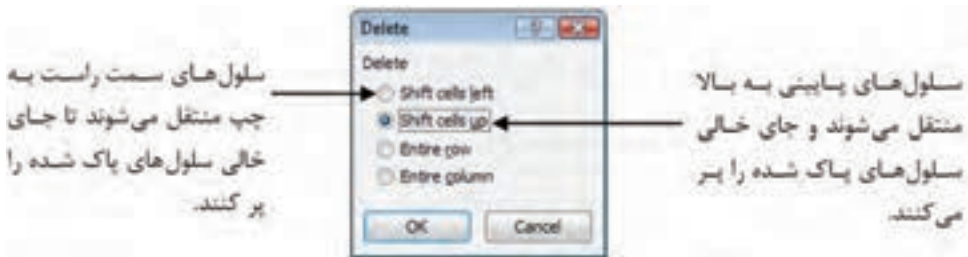 سلول‌های پایینی به بالا
منتقل می‌شوند و جای خالی
سلول‌های پاک شده را پر
می‌کنند.
Delete
Delete
Shift cells left
Shift cells up
Entire row
Entire column
OK
Cancel
سلول‌های سمت راست به
چپ منتقل می‌شوند تا جای
خالی سلول‌های پاک شده را
پر کنند.